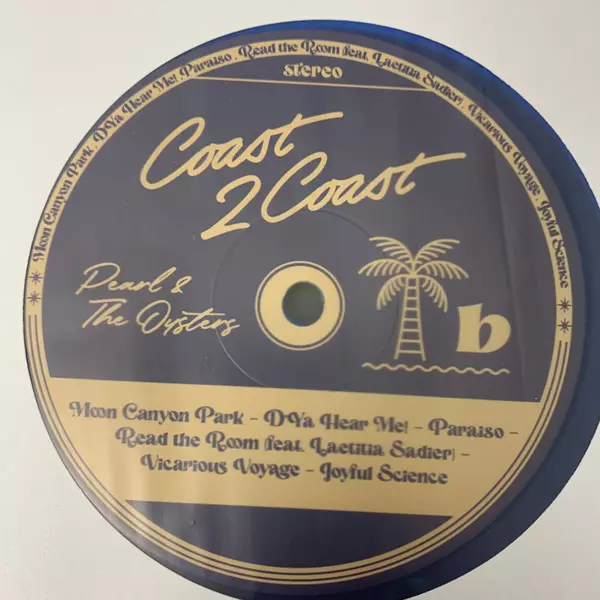 * Moon Canyon Park . D'Ya Hear Me! . Paraiso . Read the Room (feat. Laetitia Sadier) . Vicarious Voyage . Joyful Science *
stereo
Coast
2 Coast
Pearl &
The Oysters
b
Moon Canyon Park - D'Ya Hear Me! - Paraiso -
Read the Room (feat. Laetitia Sadier) -
Vicarious Voyage - Joyful Science